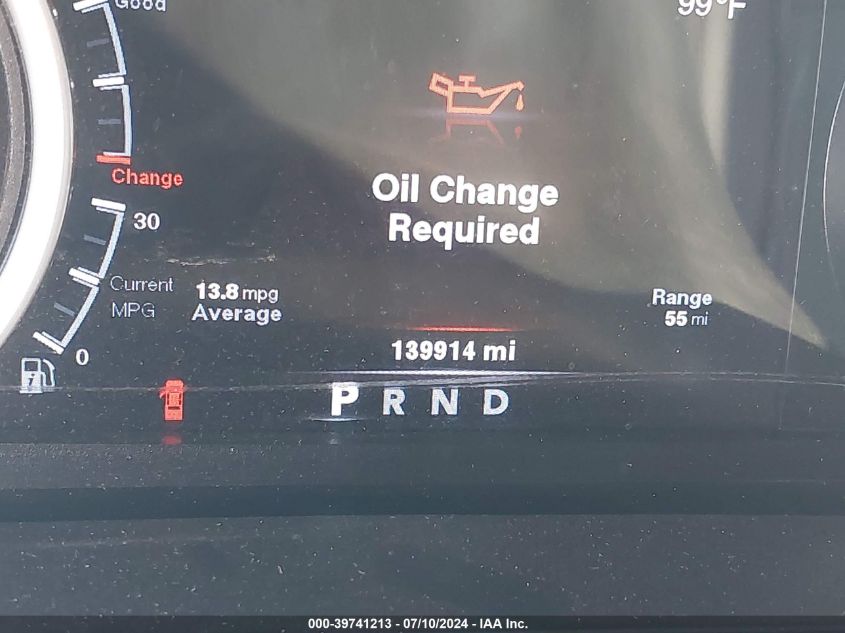 Good
99°F
Change
Oil Change
Required
30
Current
MPG
13.8 mpg
Average
Range
55 mi
0
139914 mi
P R N D
000-39741213 - 07/10/2024 - IAA Inc.